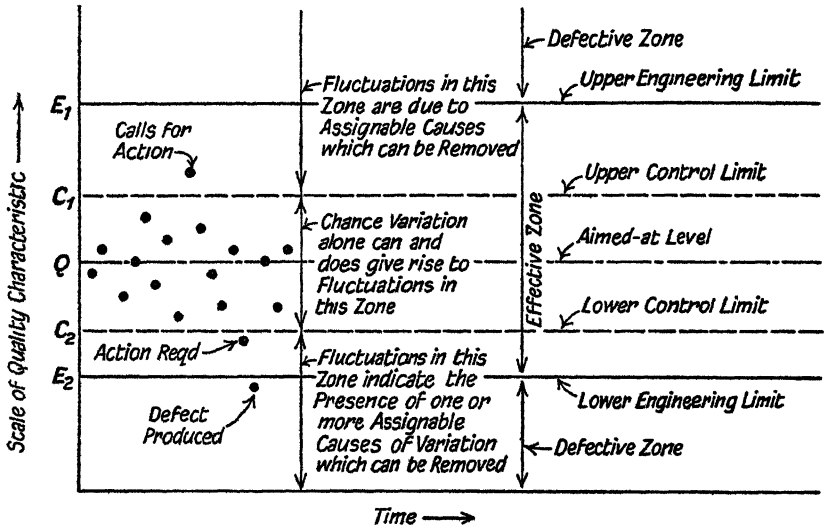 Scale of Quality Characteristic
E1
C1
Q
C2
E2
Calls for
Action
Action Reqd
Defect
Produced
Fluctuations in this
Zone are due to
Assignable Causes
which can be Removed
Chance Variation
alone can and
does give rise to
Fluctuations in
this Zone
Fluctuations in this
Zone indicate the
Presence of one or
more Assignable
Causes of Variation
which can be Removed
Effective Zone
Defective Zone
Upper Engineering Limit
Upper Control Limit
Aimed-at Level
Lower Control Limit
Lower Engineering Limit
Defective Zone
Time